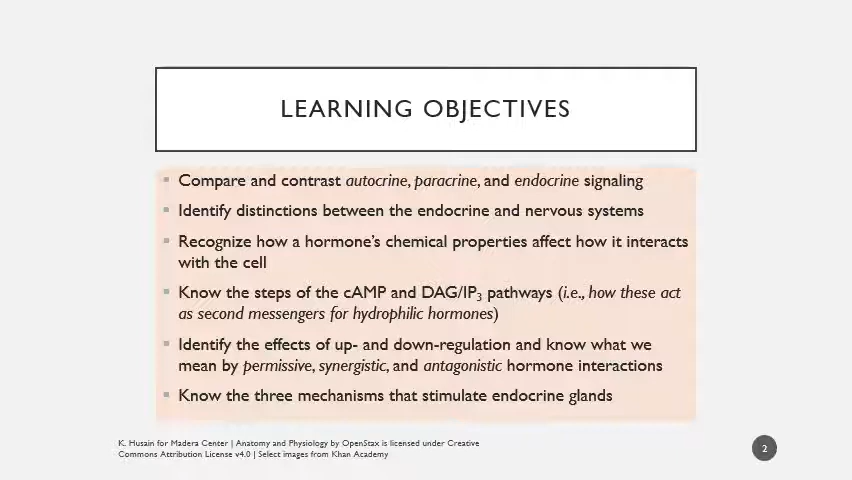 LEARNING OBJECTIVES
▪ Compare and contrast autocrine, paracrine, and endocrine signaling
▪ Identify distinctions between the endocrine and nervous systems
▪ Recognize how a hormone's chemical properties affect how it interacts
with the cell
▪ Know the steps of the cAMP and DAG/IP₃ pathways (i.e., how these act
as second messengers for hydrophilic hormones)
▪ Identify the effects of up- and down-regulation and know what we
mean by permissive, synergistic, and antagonistic hormone interactions
▪ Know the three mechanisms that stimulate endocrine glands
K. Husain for Madera Center | Anatomy and Physiology by OpenStax is licensed under Creative
Commons Attribution License v4.0 | Select images from Khan Academy
2